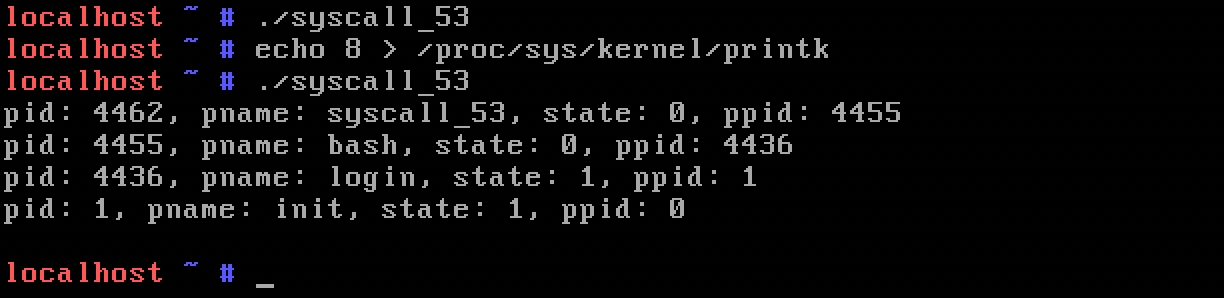 localhost ~ # ./syscall_53
localhost ~ # echo 8 > /proc/sys/kernel/printk
localhost ~ # ./syscall_53
pid: 4462, pname: syscall_53, state: 0, ppid: 4455
pid: 4455, pname: bash, state: 0, ppid: 4436
pid: 4436, pname: login, state: 1, ppid: 1
pid: 1, pname: init, state: 1, ppid: 0
localhost ~ # _